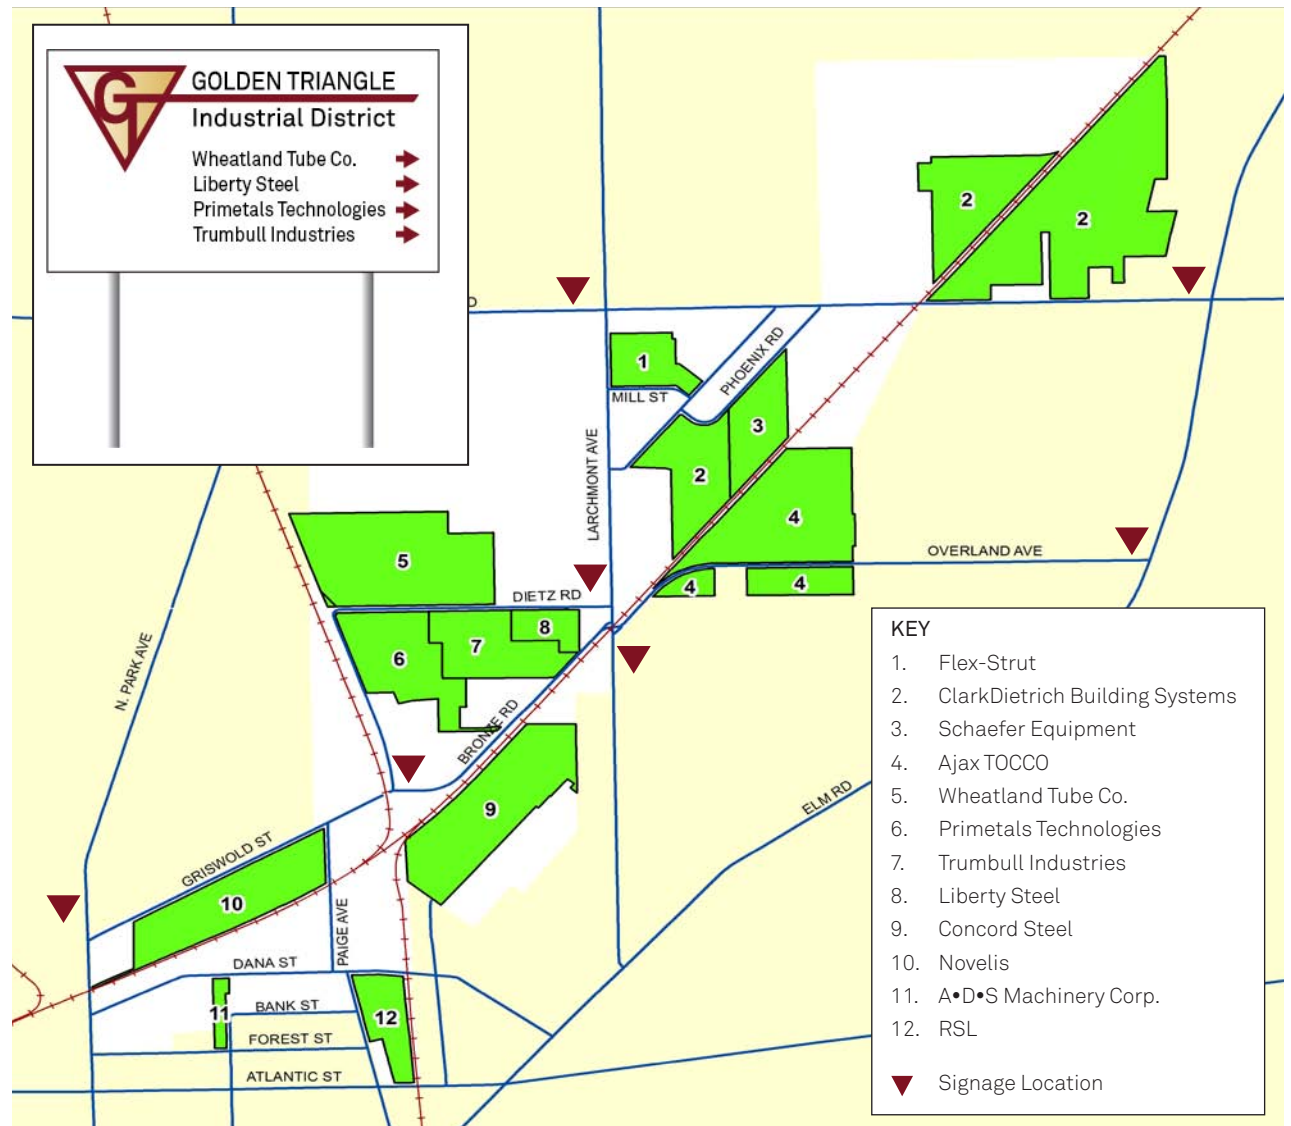 GT
GOLDEN TRIANGLE
Industrial District
Wheatland Tube Co.
Liberty Steel
Primetals Technologies
Trumbull Industries
D
2
2
1
MILL ST
PHOENIX RD
3
2
LARCHMONT AVE
4
OVERLAND AVE
4
4
5
DIETZ RD
8
7
6
N. PARK AVE
BRONZE RD
9
ELM RD
GRISWOLD ST
10
PAIGE AVE
DANA ST
11
BANK ST
12
FOREST ST
ATLANTIC ST
KEY
1. Flex-Strut
2. ClarkDietrich Building Systems
3. Schaefer Equipment
4. Ajax TOCCO
5. Wheatland Tube Co.
6. Primetals Technologies
7. Trumbull Industries
8. Liberty Steel
9. Concord Steel
10. Novelis
11. A•D•S Machinery Corp.
12. RSL
Signage Location